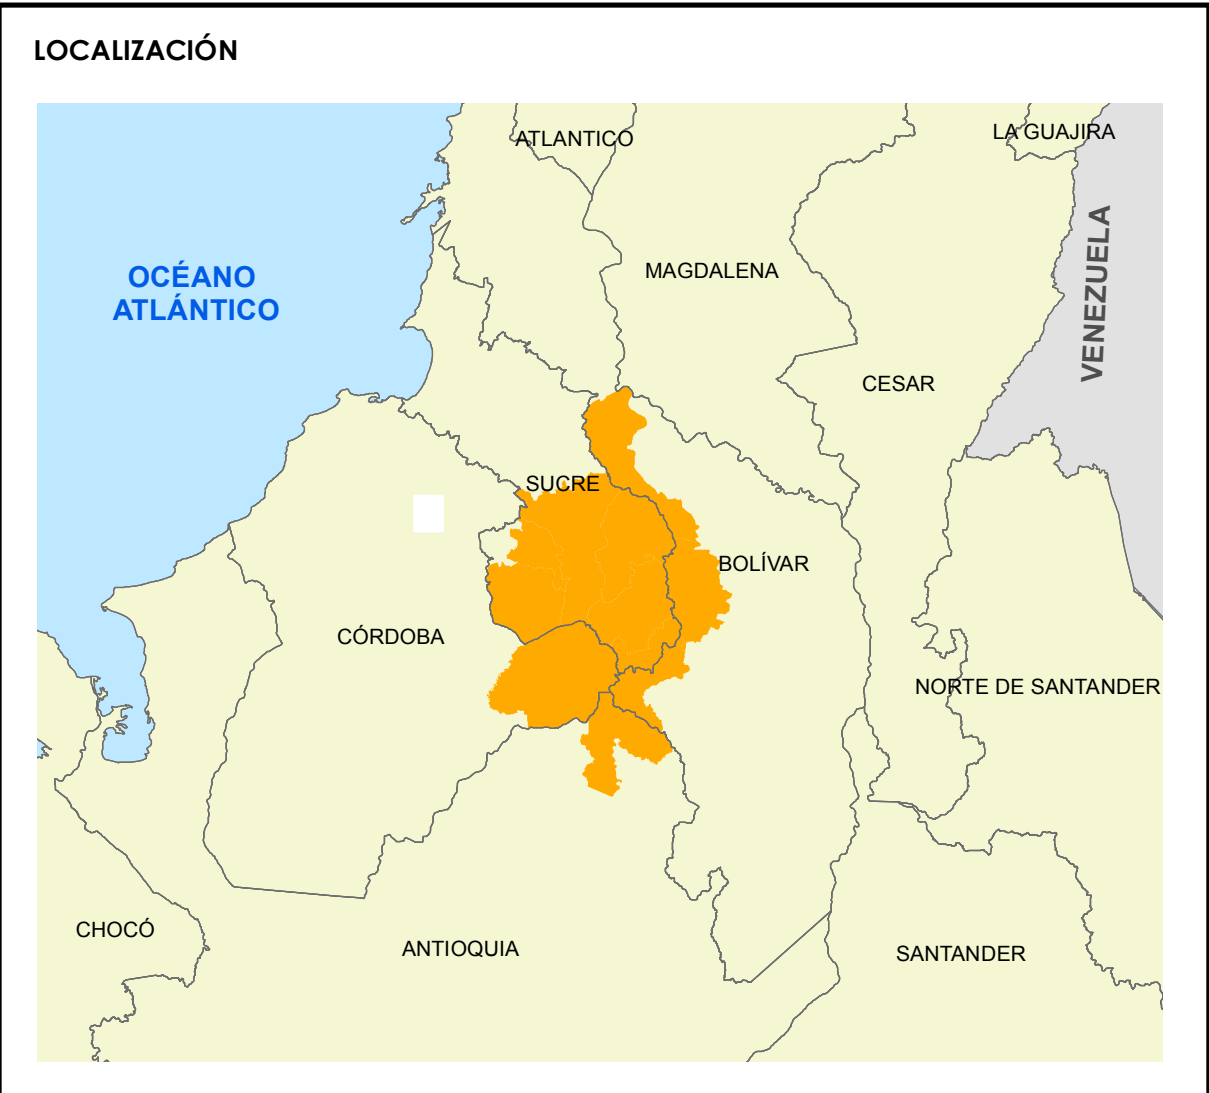 LOCALIZACIÓN
ATLANTICO
LA GUAJIRA
VENEZUELA
MAGDALENA
OCÉANO
ATLÁNTICO
CESAR
SUCRE
BOLÍVAR
CÓRDOBA
NORTE DE SANTANDER
CHOCÓ
ANTIOQUIA
SANTANDER